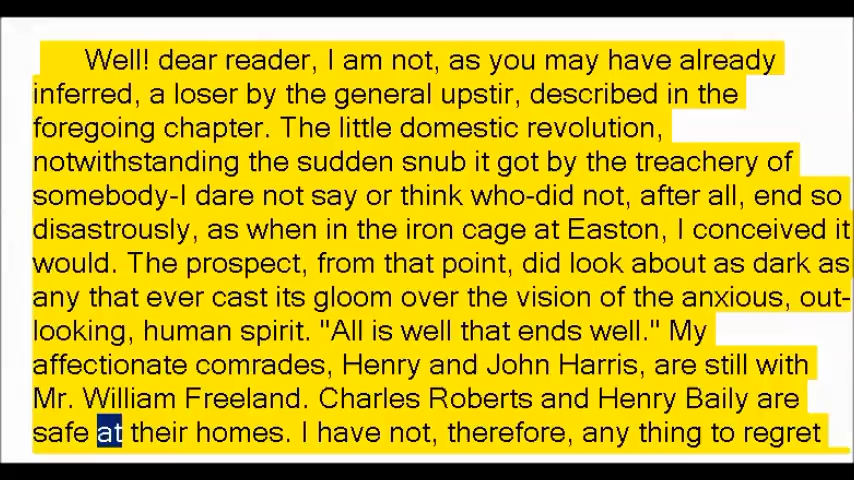 Well! dear reader, I am not, as you may have already
inferred, a loser by the general upstir, described in the
foregoing chapter. The little domestic revolution,
notwithstanding the sudden snub it got by the treachery of
somebody-I dare not say or think who-did not, after all, end so
disastrously, as when in the iron cage at Easton, I conceived it
would. The prospect, from that point, did look about as dark as
any that ever cast its gloom over the vision of the anxious, out-
looking, human spirit. "All is well that ends well." My
affectionate comrades, Henry and John Harris, are still with
Mr. William Freeland. Charles Roberts and Henry Baily are
safe at their homes. I have not, therefore, any thing to regret